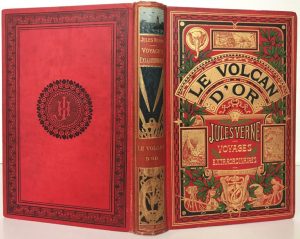 JULES VERNE
VOYAGES
EXTRAORDINAIRES
LE VOLCAN
D'OR
LE VOLCAN
D'OR
JULES VERNE
VOYAGES
EXTRAORDINAIRES